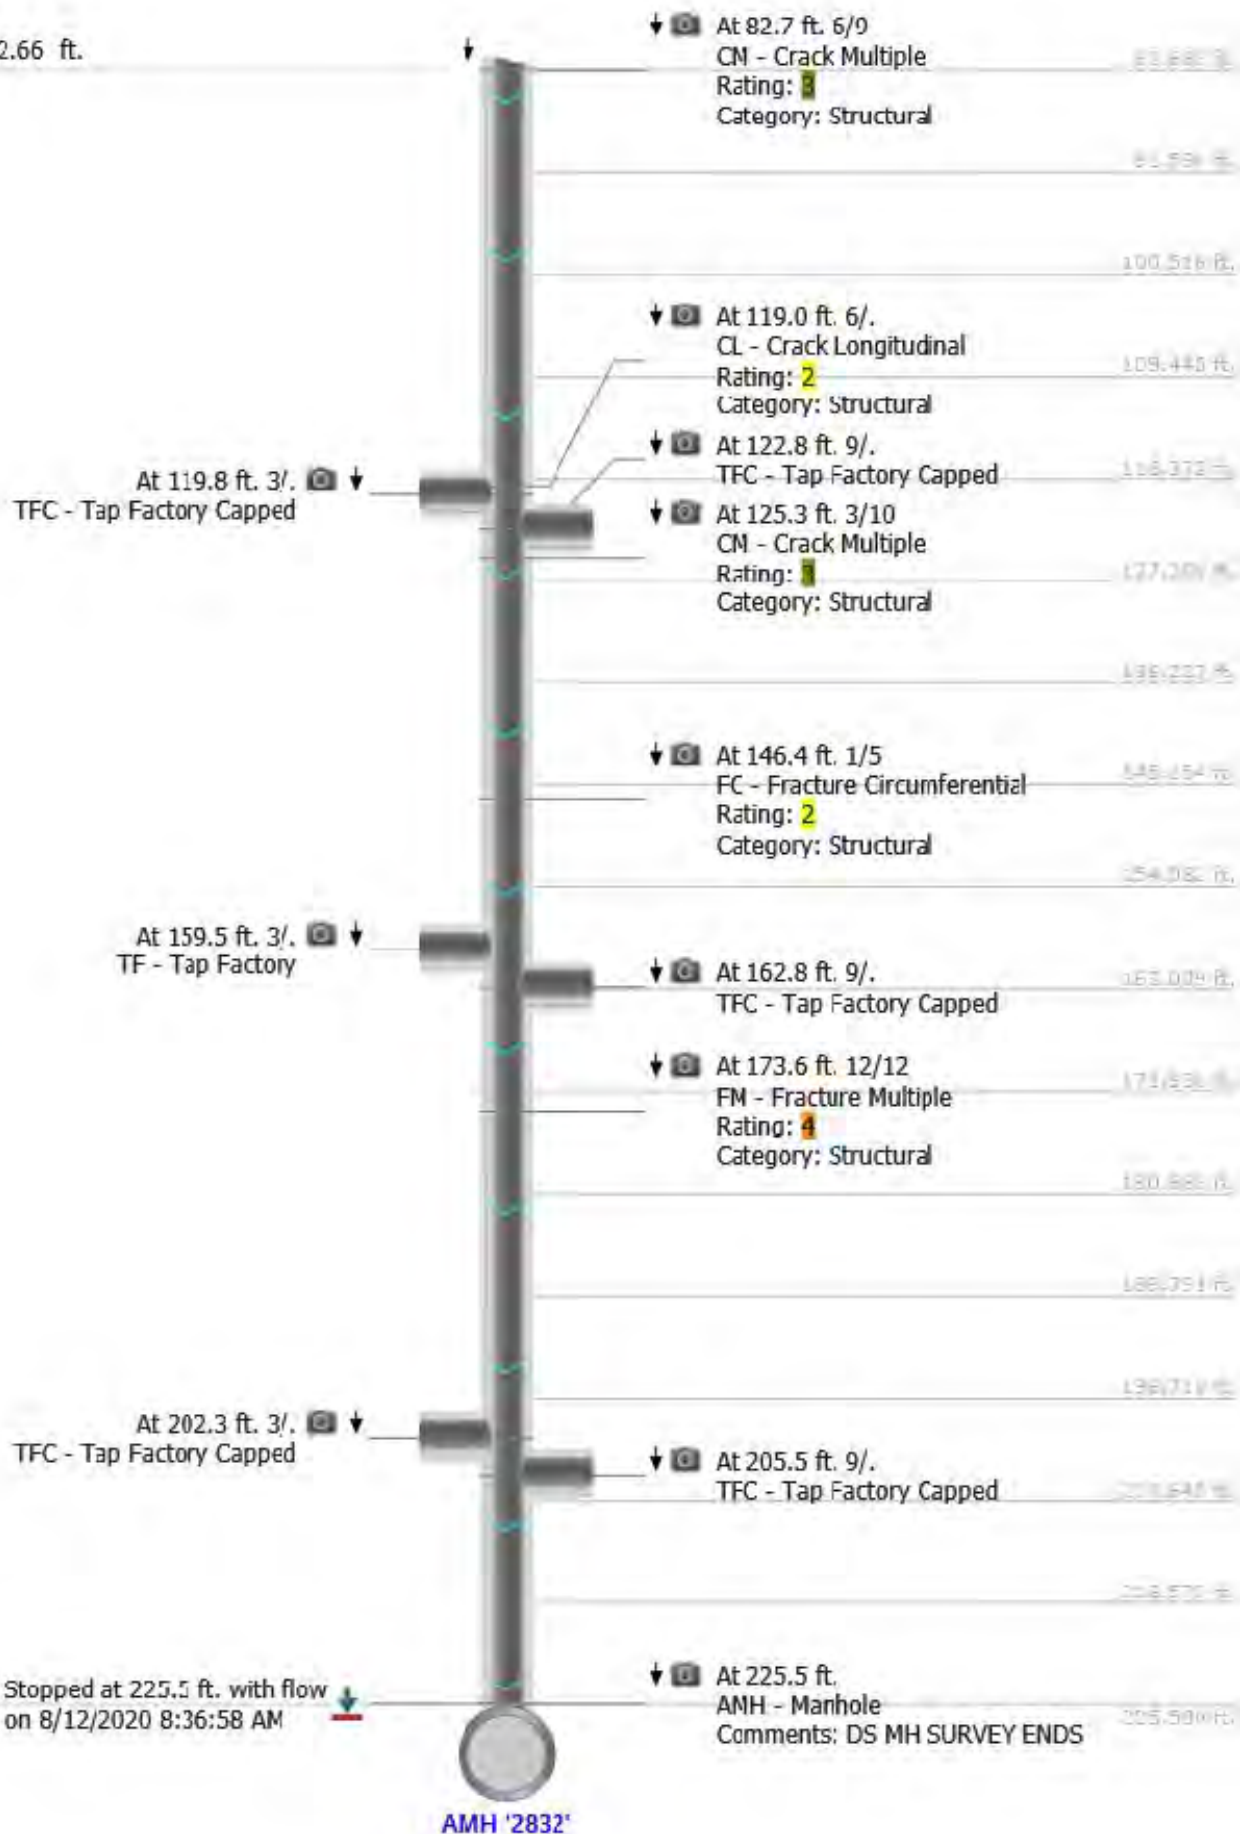 2.66 ft.
At 82.7 ft. 6/9
CM - Crack Multiple
Rating: 3
Category: Structural
100.516 ft.
At 119.0 ft. 6/.
CL - Crack Longitudinal
Rating: 2
Category: Structural
109.445 ft.
At 122.8 ft. 9/.
TFC - Tap Factory Capped
At 119.8 ft. 3/.
TFC - Tap Factory Capped
At 125.3 ft. 3/10
CM - Crack Multiple
Rating: 3
Category: Structural
At 146.4 ft. 1/5
FC - Fracture Circumferential
Rating: 2
Category: Structural
At 159.5 ft. 3/.
TF - Tap Factory
At 162.8 ft. 9/.
TFC - Tap Factory Capped
At 173.6 ft. 12/12
FM - Fracture Multiple
Rating: 4
Category: Structural
At 202.3 ft. 3/.
TFC - Tap Factory Capped
At 205.5 ft. 9/.
TFC - Tap Factory Capped
Stopped at 225.5 ft. with flow
on 8/12/2020 8:36:58 AM
At 225.5 ft.
AMH - Manhole
Comments: DS MH SURVEY ENDS
AMH '2832'